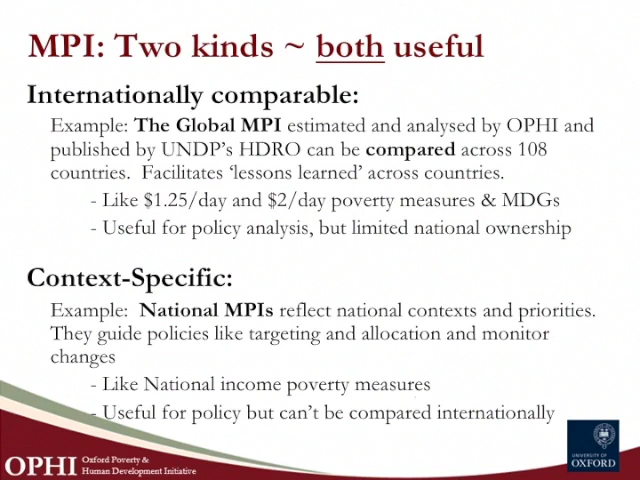 MPI: Two kinds ~ both useful
Internationally comparable:
Example: The Global MPI estimated and analysed by OPHI and
published by UNDP's HDRO can be compared across 108
countries.  Facilitates ‘lessons learned’ across countries.
- Like $1.25/day and $2/day poverty measures & MDGs
- Useful for policy analysis, but limited national ownership
Context-Specific:
Example:  National MPIs reflect national contexts and priorities.
They guide policies like targeting and allocation and monitor
changes
- Like National income poverty measures
- Useful for policy but can't be compared internationally
OPHI
Oxford Poverty &
Human Development Initiative
UNIVERSITY OF
OXFORD